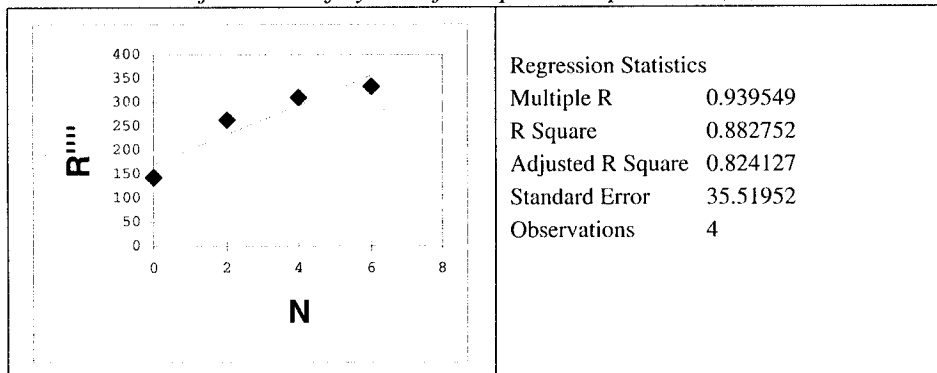 400
350
300
250
200
150
100
50
0
0 2 4 6 8
R''''
N
Regression Statistics
Multiple R 0.939549
R Square 0.882752
Adjusted R Square 0.824127
Standard Error 35.51952
Observations 4